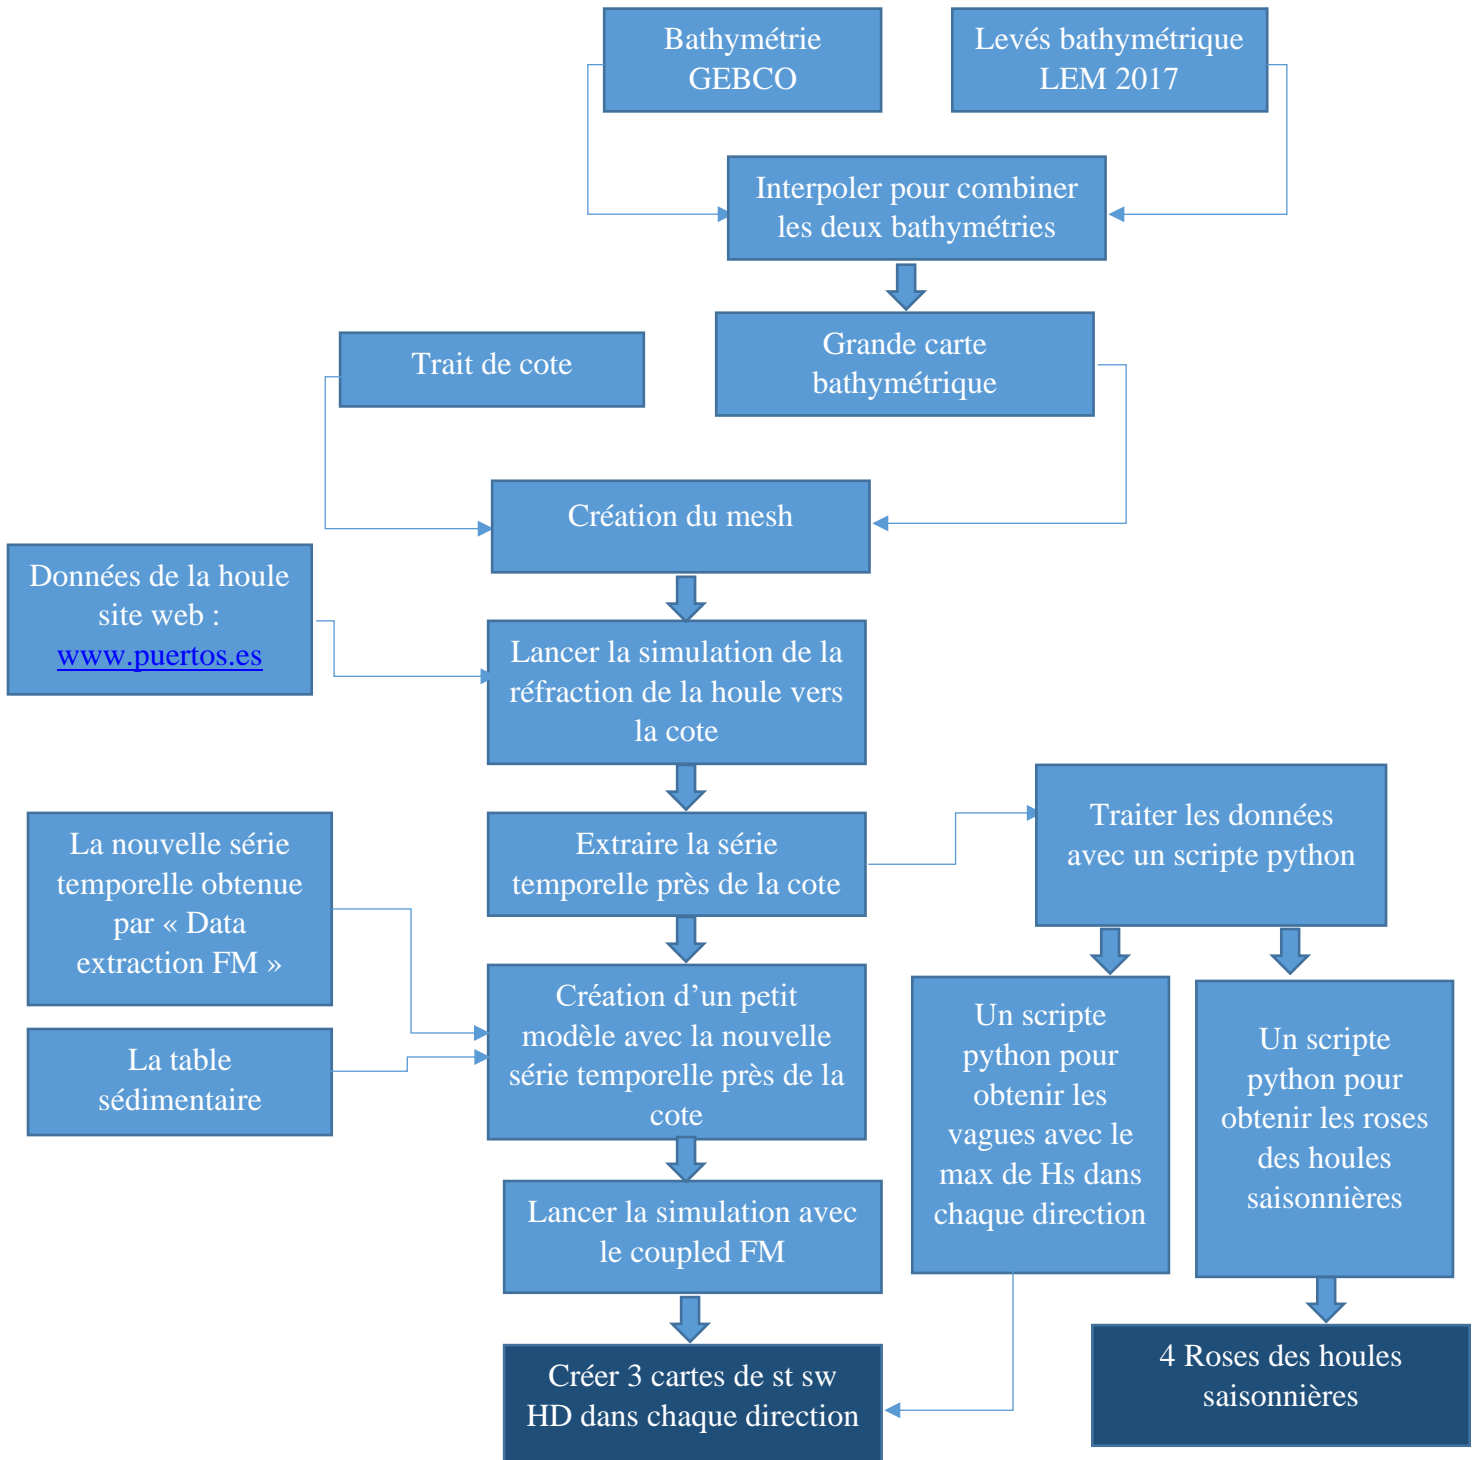 Bathymétrie
GEBCO
Levés bathymétrique
LEM 2017
Interpoler pour combiner
les deux bathymétries
Grande carte
bathymétrique
Trait de cote
Création du mesh
Données de la houle
site web :
www.puertos.es
Lancer la simulation de la
réfraction de la houle vers
la cote
Extraire la série
temporelle près de la cote
Traiter les données
avec un scripte python
La nouvelle série
temporelle obtenue
par « Data
extraction FM »
La table
sédimentaire
Création d’un petit
modèle avec la nouvelle
série temporelle près de la
cote
Un scripte
python pour
obtenir les
vagues avec le
max de Hs dans
chaque direction
Un scripte
python pour
obtenir les roses
des houles
saisonnières
Lancer la simulation avec
le coupled FM
Créer 3 cartes de st sw
HD dans chaque direction
4 Roses des houles
saisonnières